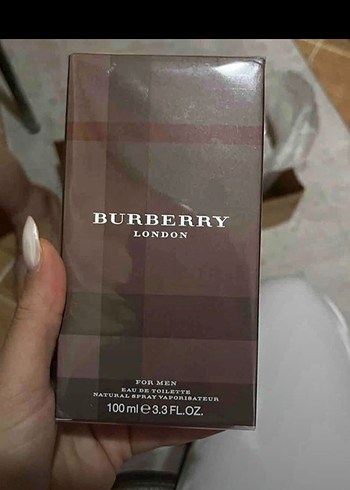 BURBERRY
LONDON
FOR MEN
EAU DE TOILETTE
NATURAL SPRAY VAPORISATEUR
100 ml ℮ 3.3 FL.OZ.